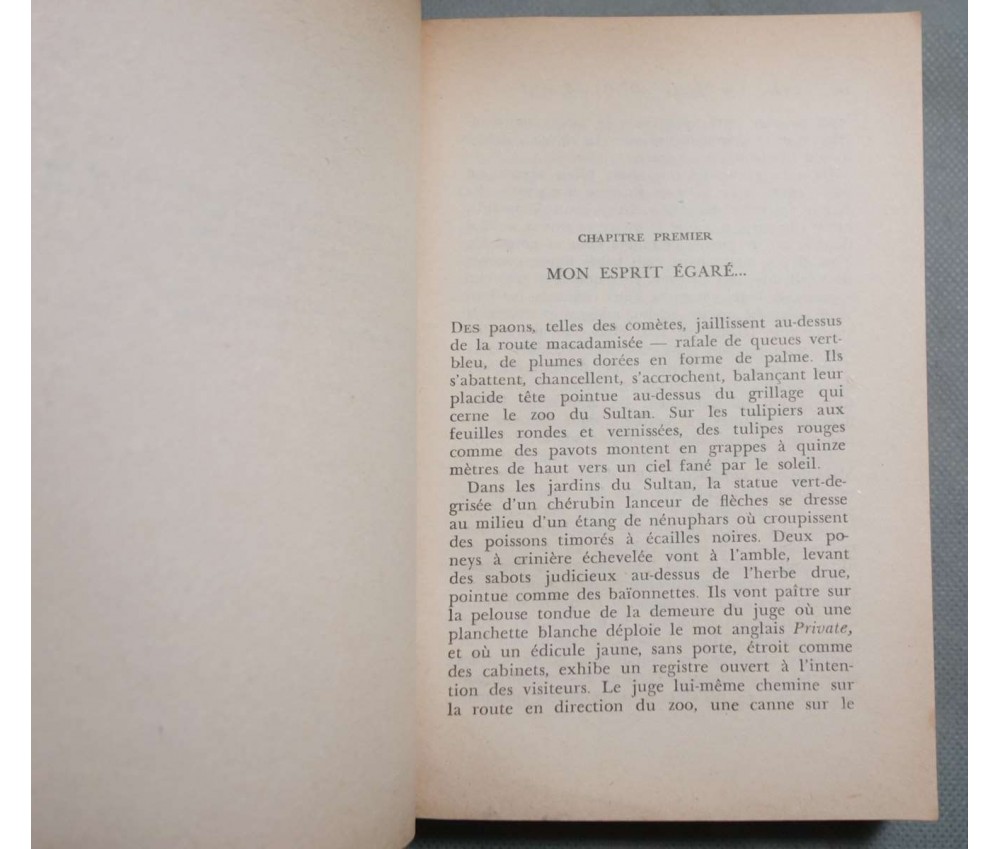 CHAPITRE PREMIER
MON ESPRIT ÉGARÉ...
DES paons, telles des comètes, jaillissent au-dessus
de la route macadamisée — rafale de queues vert-
bleu, de plumes dorées en forme de palme. Ils
s'abattent, chancellent, s'accrochent, balançant leur
placide tête pointue au-dessus du grillage qui
cerne le zoo du Sultan. Sur les tulipiers aux
feuilles rondes et vernissées, des tulipes rouges
comme des pavots montent en grappes à quinze
mètres de haut vers un ciel fané par le soleil.
Dans les jardins du Sultan, la statue vert-de-
grisée d'un chérubin lanceur de flèches se dresse
au milieu d'un étang de nénuphars où croupissent
des poissons timorés à écailles noires. Deux po-
neys à crinière échevelée vont à l'amble, levant
des sabots judicieux au-dessus de l'herbe drue,
pointue comme des baïonnettes. Ils vont paître sur
la pelouse tondue de la demeure du juge où une
planchette blanche déploie le mot anglais Private,
et où un édicule jaune, sans porte, étroit comme
des cabinets, exhibe un registre ouvert à l'inten-
tion des visiteurs. Le juge lui-même chemine sur
la route en direction du zoo, une canne sur le